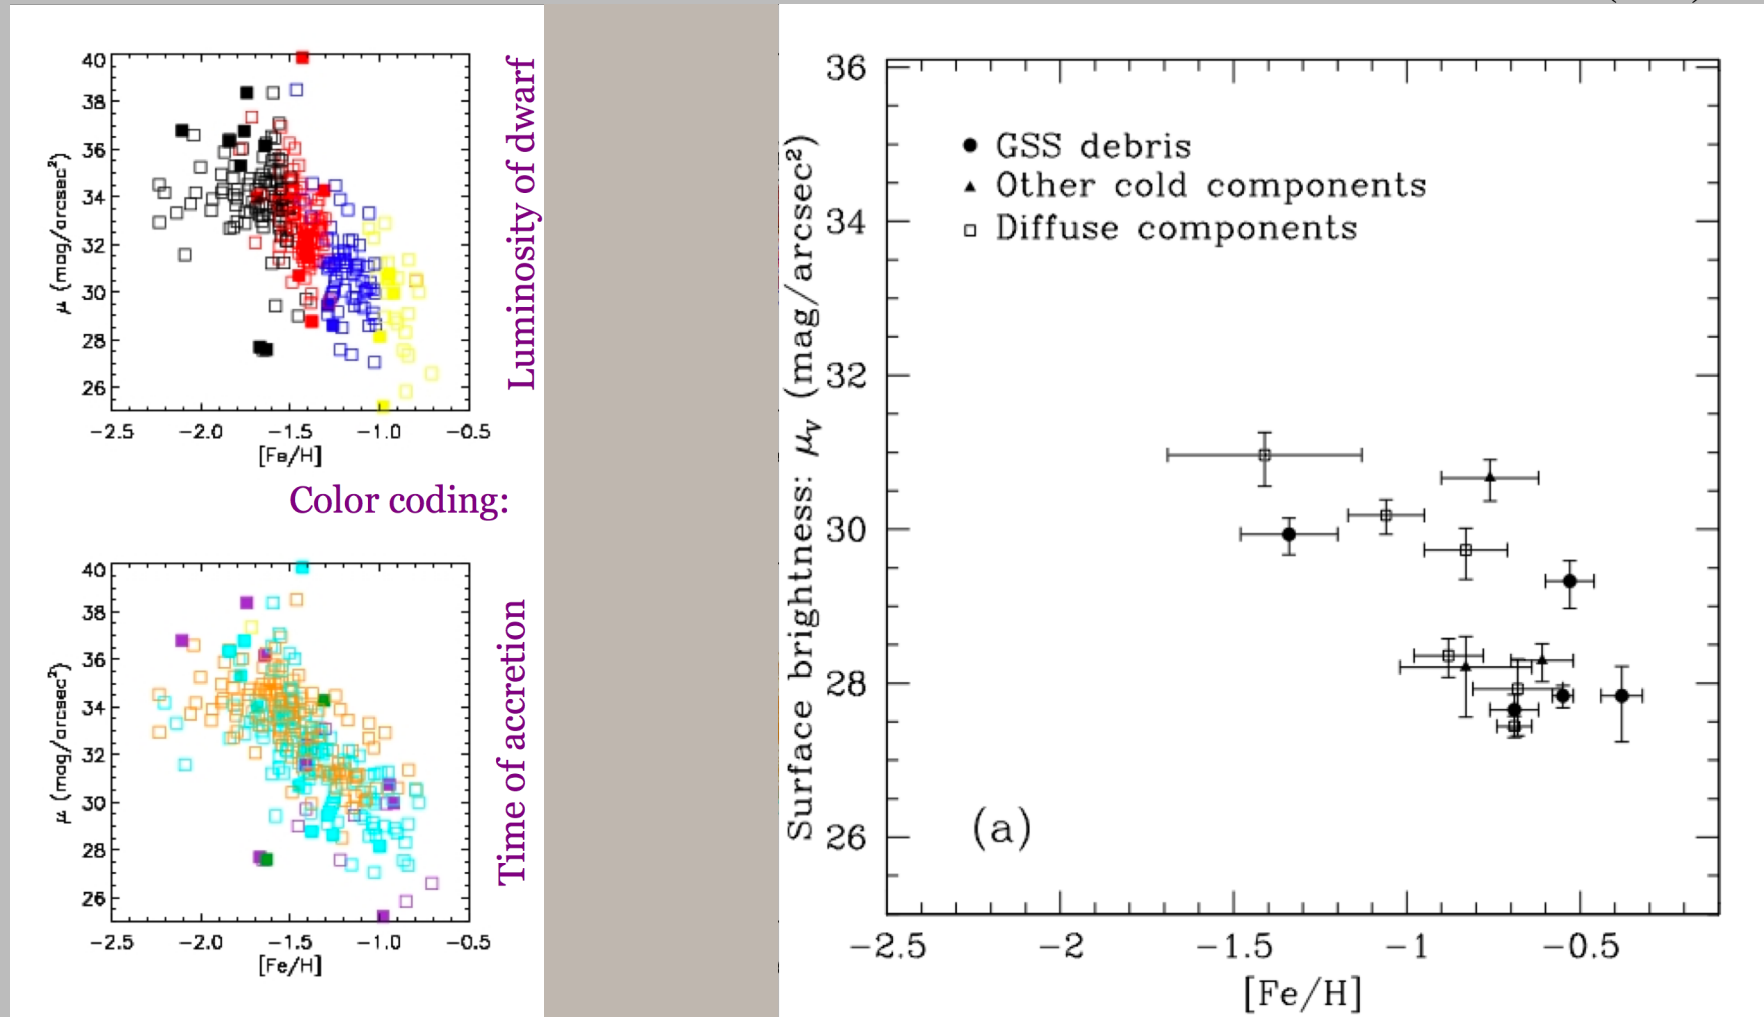 40
38
36
34
32
30
28
26
μ (mag/arcsec²)
−2.5 −2.0 −1.5 −1.0 −0.5
[Fe/H]
Luminosity of dwarf
Color coding:
40
38
36
34
32
30
28
26
μ (mag/arcsec²)
−2.5 −2.0 −1.5 −1.0 −0.5
[Fe/H]
Time of accretion
36
34
32
30
28
26
Surface brightness: μᵥ (mag/arcsec²)
GSS debris
Other cold components
Diffuse components
(a)
−2.5 −2 −1.5 −1 −0.5
[Fe/H]